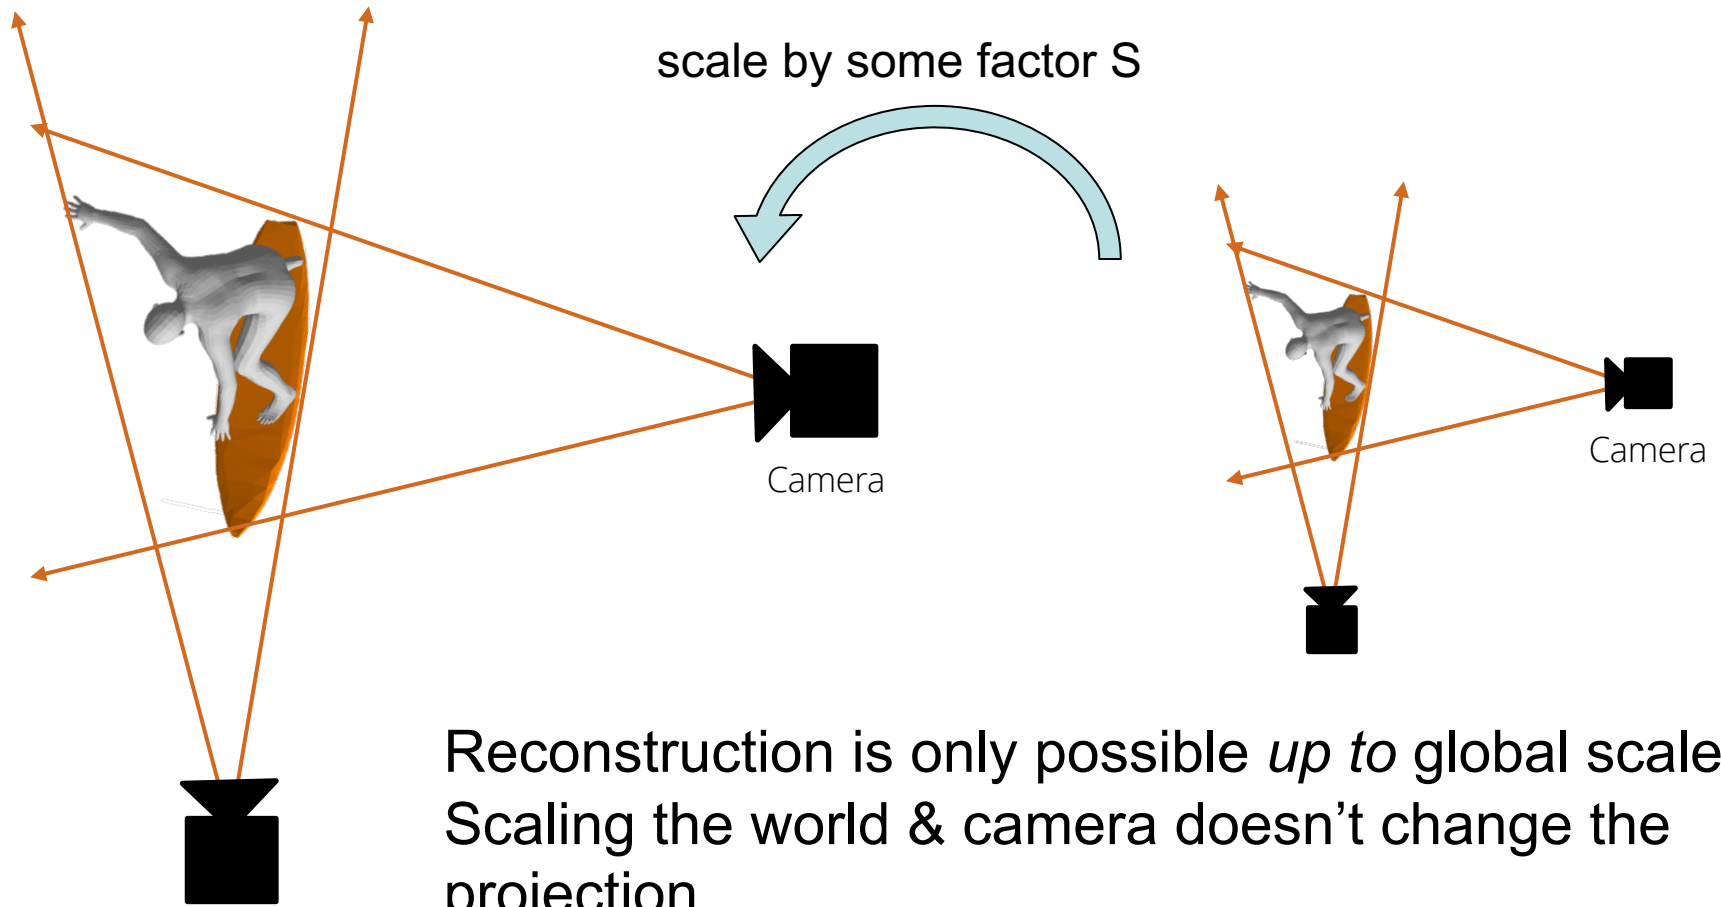 scale by some factor S
Camera
Camera
Reconstruction is only possible up to global scale
Scaling the world & camera doesn’t change the
projection